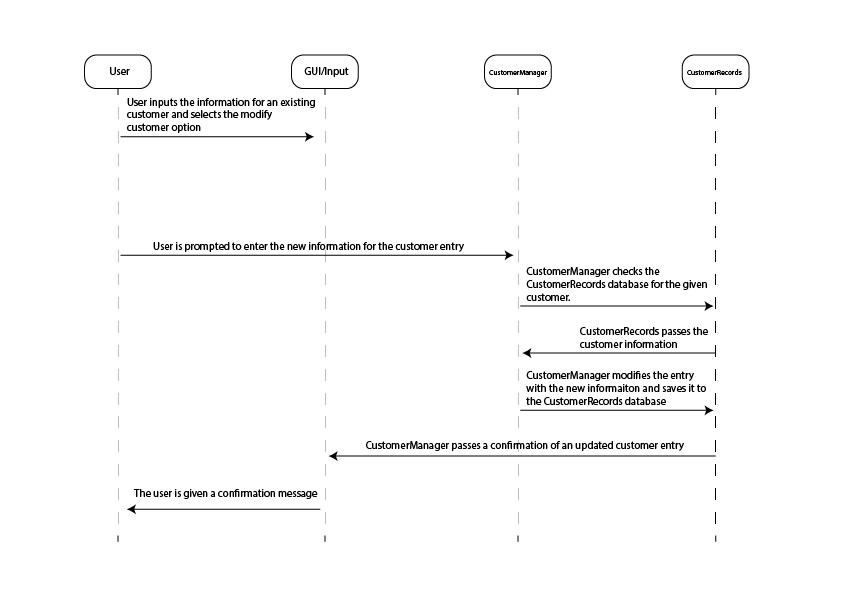 User
GUI/Input
CustomerManager
CustomerRecords
User inputs the information for an existing
customer and selects the modify
customer option
User is prompted to enter the new information for the customer entry
CustomerManager checks the
CustomerRecords database for the given
customer.
CustomerRecords passes the
customer information
CustomerManager modifies the entry
with the new informaiton and saves it to
the CustomerRecords database
CustomerManager passes a confirmation of an updated customer entry
The user is given a confirmation message